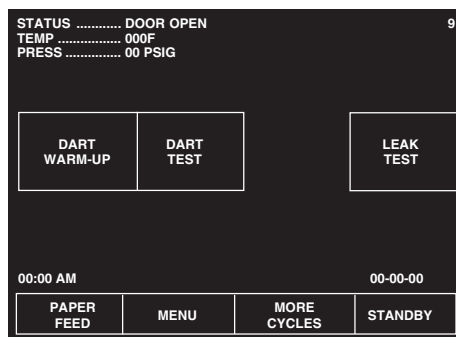 STATUS ............ DOOR OPEN 9
TEMP ................. 000F
PRESS ............... 00 PSIG
DART WARM-UP
DART TEST
LEAK TEST
00:00 AM 00-00-00
PAPER FEED
MENU
MORE CYCLES
STANDBY